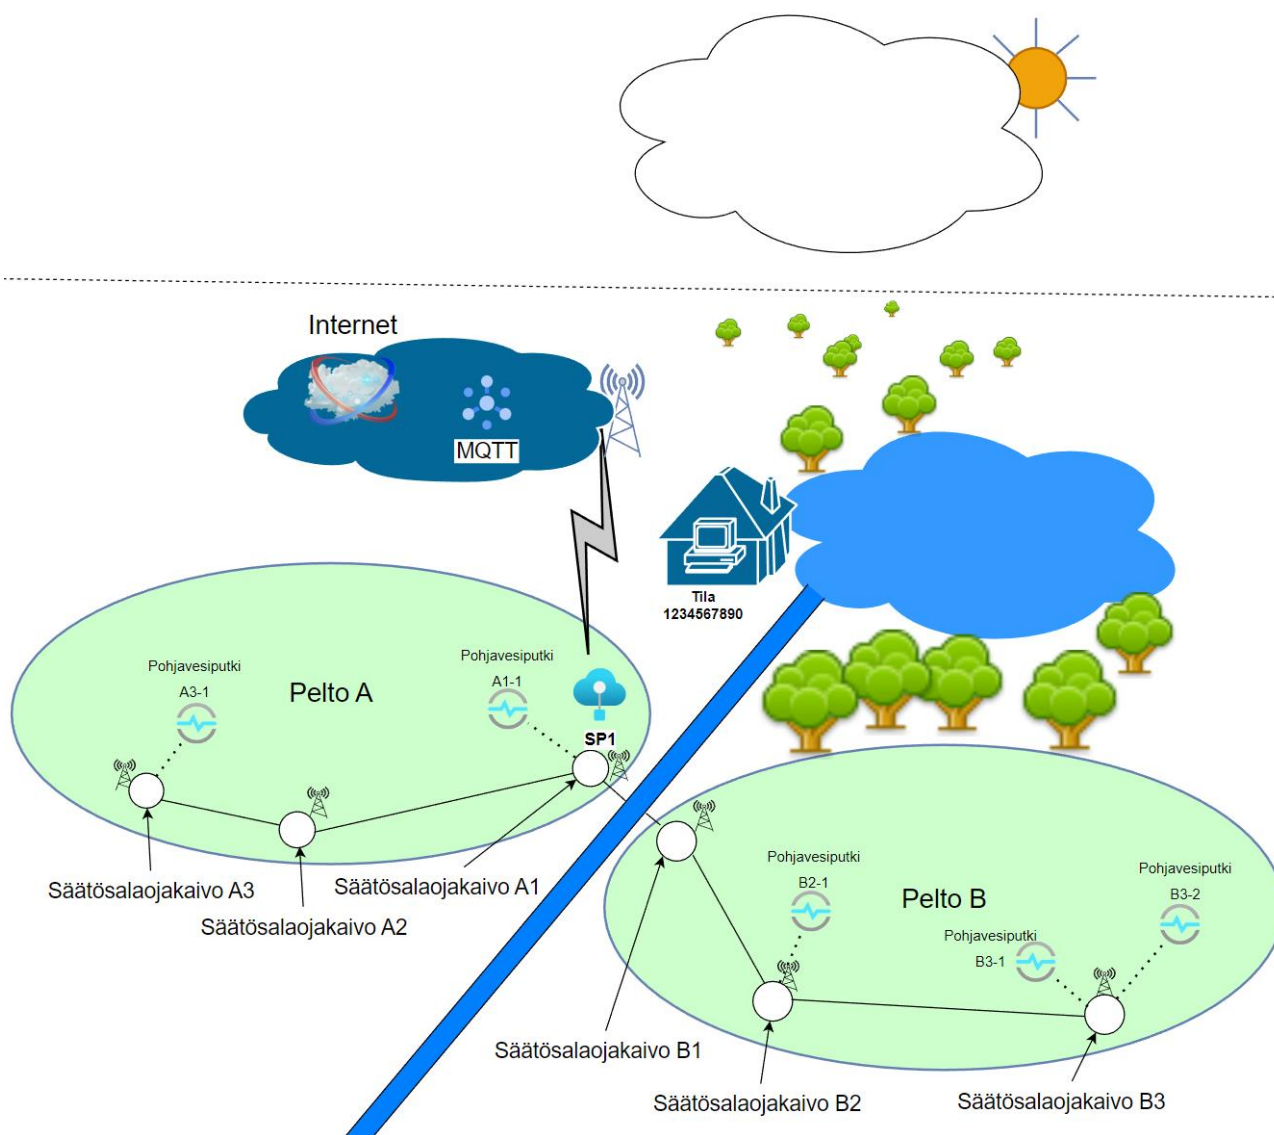 Internet
MQTT
Tila
1234567890
Pohjavesiputki
A3-1
Pelto A
Pohjavesiputki
A1-1
SP1
Säätösalaojakaivo A3
Säätösalaojakaivo A2
Säätösalaojakaivo A1
Pohjavesiputki
B2-1
Pelto B
Pohjavesiputki
B3-1
Pohjavesiputki
B3-2
Säätösalaojakaivo B1
Säätösalaojakaivo B2
Säätösalaojakaivo B3